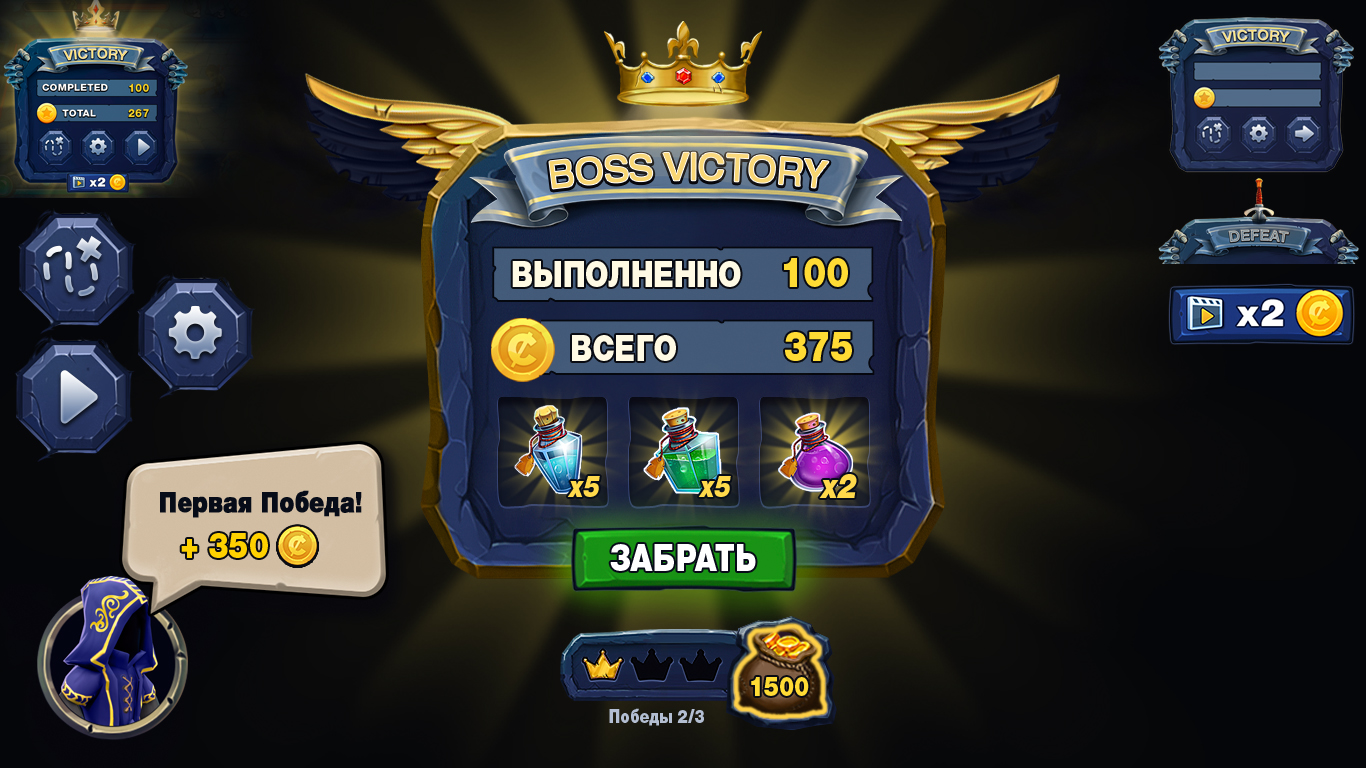 VICTORY
COMPLETED 100
TOTAL 267
x2
BOSS VICTORY
ВЫПОЛНЕННО 100
ВСЕГО 375
x5
x5
x2
ЗАБРАТЬ
Первая Победа!
+ 350
1500
Победы 2/3
VICTORY
DEFEAT
x2